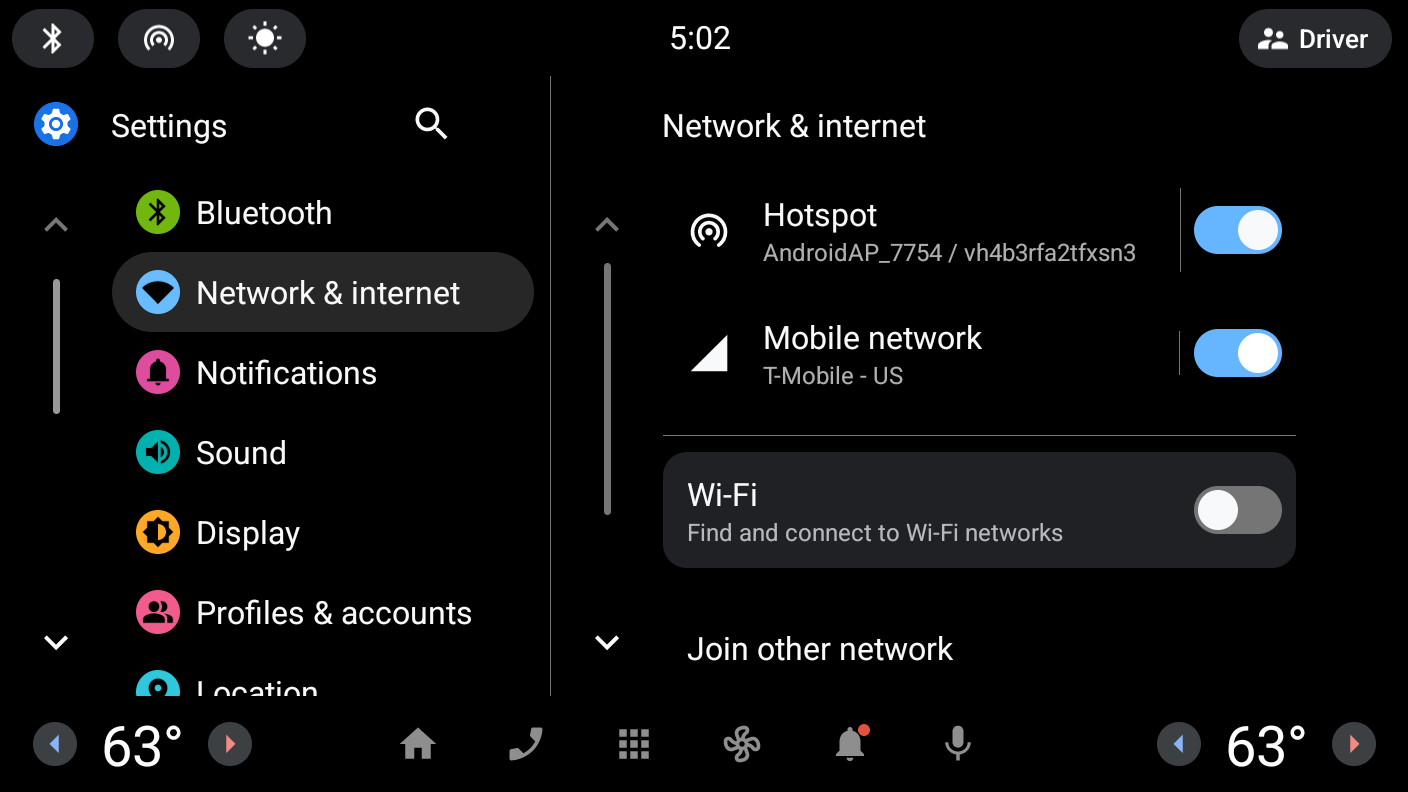 5:02
Driver
Settings
Bluetooth
Network & internet
Notifications
Sound
Display
Profiles & accounts
Location
Network & internet
Hotspot
AndroidAP_7754 / vh4b3rfa2tfxsn3
Mobile network
T-Mobile - US
Wi-Fi
Find and connect to Wi-Fi networks
Join other network
63°
63°